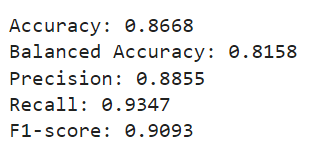 Accuracy: 0.8668
Balanced Accuracy: 0.8158
Precision: 0.8855
Recall: 0.9347
F1-score: 0.9093